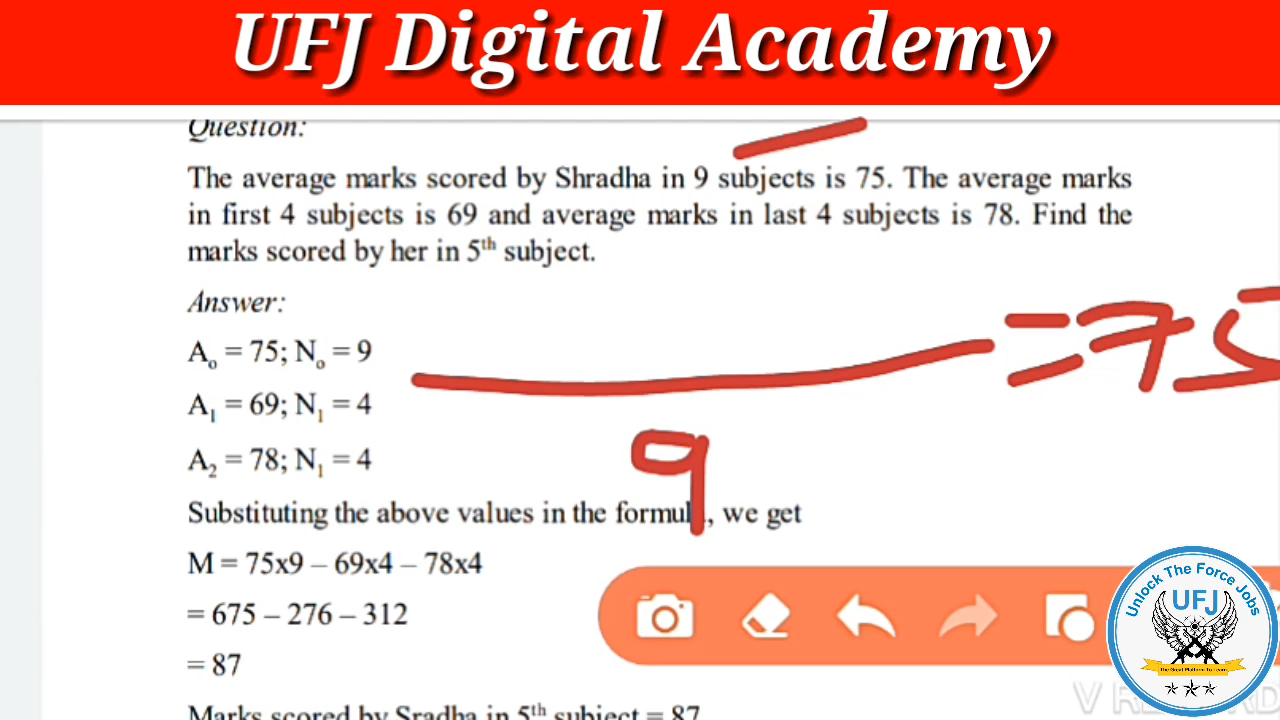 UFJ Digital Academy
Question:
The average marks scored by Shradha in 9 subjects is 75. The average marks
in first 4 subjects is 69 and average marks in last 4 subjects is 78. Find the
marks scored by her in 5th subject.
Answer:
A₀ = 75; N₀ = 9
= 75
A₁ = 69; N₁ = 4
9
A₂ = 78; N₁ = 4
Substituting the above values in the formul , we get
M = 75x9 – 69x4 – 78x4
= 675 – 276 – 312
= 87
Unlock The Force Jobs
UFJ
Marks scored by Sradha in 5th subject = 87